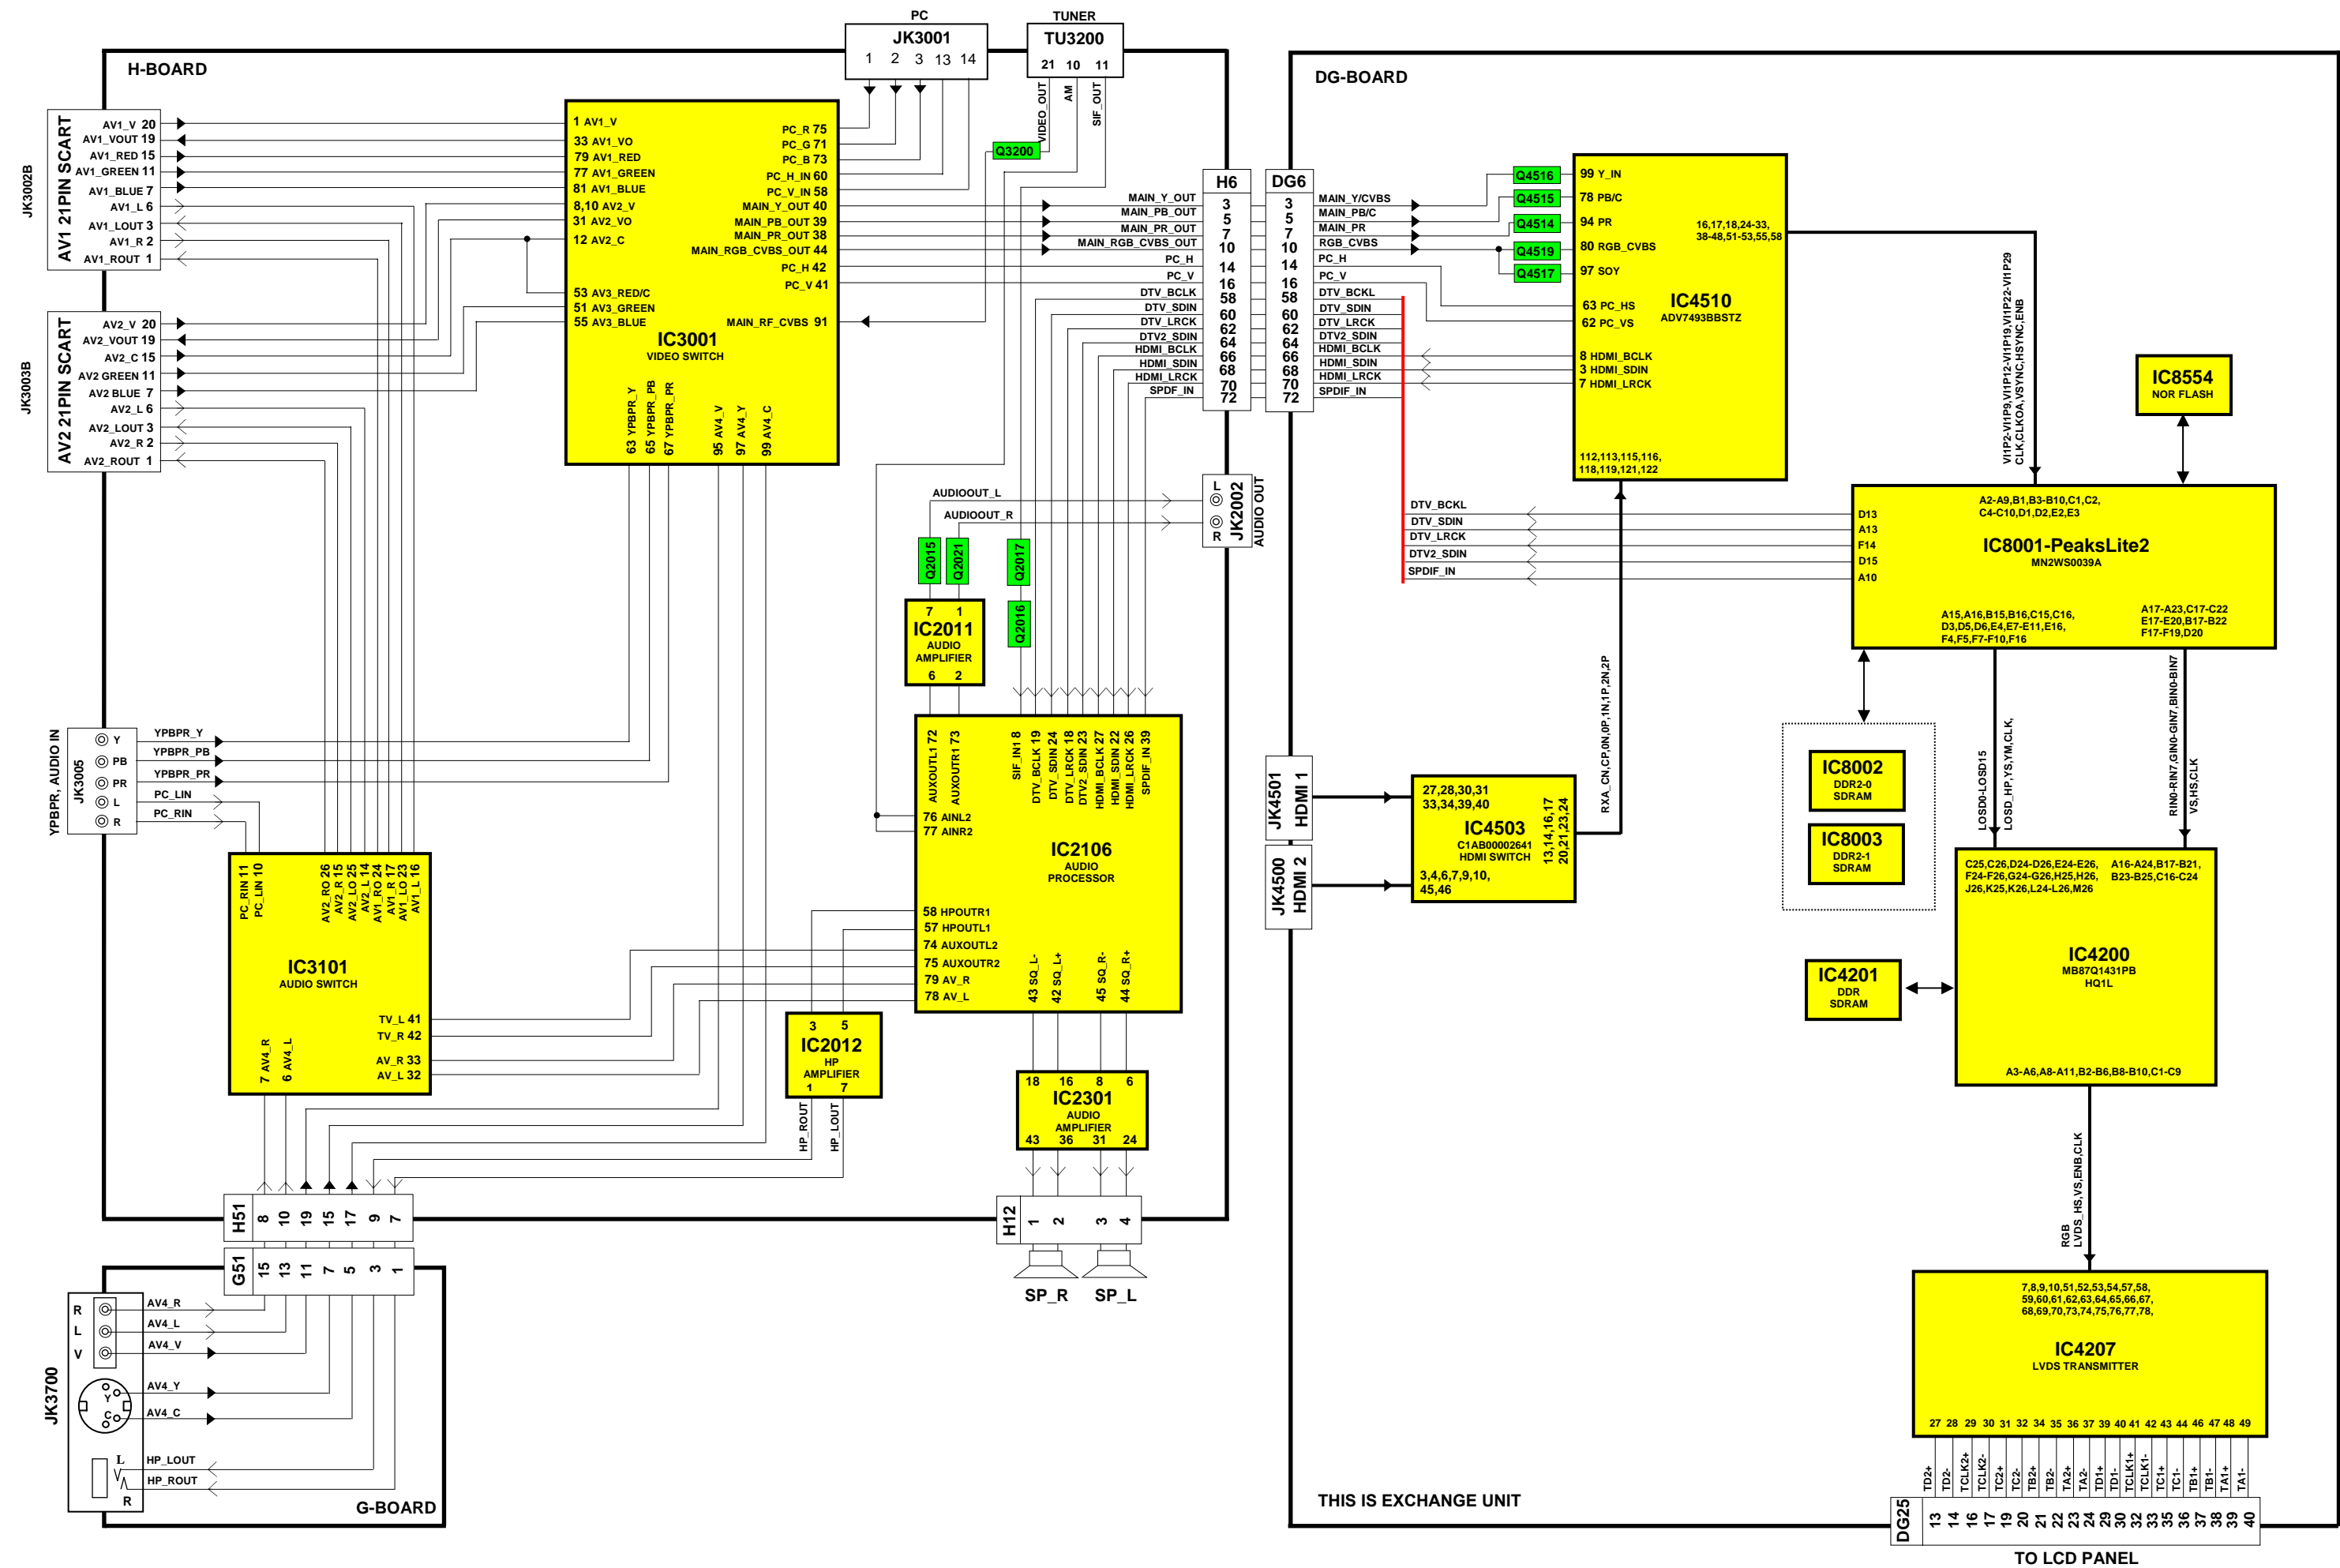 PC
JK3001
1 2 3 13 14
TUNER
TU3200
21 10 11
VIDEO_OUT
AM
SIF_OUT
H-BOARD
JK3002B
AV1 21PIN SCART
AV1_V 20
AV1_VOUT 19
AV1_RED 15
AV1_GREEN 11
AV1_BLUE 7
AV1_L 6
AV1_LOUT 3
AV1_R 2
AV1_ROUT 1
JK3003B
AV2 21PIN SCART
AV2_V 20
AV2_VOUT 19
AV2_C 15
AV2 GREEN 11
AV2 BLUE 7
AV2_L 6
AV2_LOUT 3
AV2_R 2
AV2_ROUT 1
1 AV1_V
33 AV1_VO
79 AV1_RED
77 AV1_GREEN
81 AV1_BLUE
8,10 AV2_V
31 AV2_VO
12 AV2_C
53 AV3_RED/C
51 AV3_GREEN
55 AV3_BLUE
PC_R 75
PC_G 71
PC_B 73
PC_H_IN 60
PC_V_IN 58
MAIN_Y_OUT 40
MAIN_PB_OUT 39
MAIN_PR_OUT 38
MAIN_RGB_CVBS_OUT 44
PC_H 42
PC_V 41
MAIN_RF_CVBS 91
IC3001
VIDEO SWITCH
63 YPBPR_Y
65 YPBPR_PB
67 YPBPR_PR
95 AV4_V
97 AV4_Y
99 AV4_C
Q3200
MAIN_Y_OUT
MAIN_PB_OUT
MAIN_PR_OUT
MAIN_RGB_CVBS_OUT
PC_H
PC_V
DTV_BCLK
DTV_SDIN
DTV_LRCK
DTV2_SDIN
HDMI_BCLK
HDMI_SDIN
HDMI_LRCK
SPDF_IN
H6
3
5
7
10
14
16
58
60
62
64
66
68
70
72
AUDIOOUT_L
AUDIOOUT_R
L
R
JK2002
AUDIO OUT
Q2015
Q2021
Q2017
Q2016
7 1
IC2011
AUDIO
AMPLIFIER
6 2
YPBPR, AUDIO IN
JK3005
Y
PB
PR
L
R
YPBPR_Y
YPBPR_PB
YPBPR_PR
PC_LIN
PC_RIN
AUXOUTL1 72
AUXOUTR1 73
SIF_IN1 8
DTV_BCLK 19
DTV_SDIN 24
DTV_LRCK 18
DTV2_SDIN 23
HDMI_BCLK 27
HDMI_SDIN 22
HDMI_LRCK 26
SPDIF_IN 39
76 AINL2
77 AINR2
IC2106
AUDIO
PROCESSOR
58 HPOUTR1
57 HPOUTL1
74 AUXOUTL2
75 AUXOUTR2
79 AV_R
78 AV_L
43 SQ_L-
42 SQ_L+
45 SQ_R-
44 SQ_R+
PC_RIN 11
PC_LIN 10
AV2_RO 26
AV2_R 15
AV2_LO 25
AV2_L 14
AV1_RO 24
AV1_R 17
AV1_LO 23
AV1_L 16
IC3101
AUDIO SWITCH
TV_L 41
TV_R 42
AV_R 33
AV_L 32
7 AV4_R
6 AV4_L
3 5
IC2012
HP
AMPLIFIER
1 7
HP_ROUT
HP_LOUT
18 16 8 6
IC2301
AUDIO
AMPLIFIER
43 36 31 24
H51
8 10 19 15 17 9 7
H12
1 2 3 4
SP_R SP_L
G51
15 13 11 7 5 3 1
JK3700
R
L
V
Y
C
L
R
AV4_R
AV4_L
AV4_V
AV4_Y
AV4_C
HP_LOUT
HP_ROUT
G-BOARD
DG-BOARD
DG6
3
5
7
10
14
16
58
60
62
64
66
68
70
72
MAIN_Y/CVBS
MAIN_PB/C
MAIN_PR
RGB_CVBS
PC_H
PC_V
DTV_BCKL
DTV_SDIN
DTV_LRCK
DTV2_SDIN
HDMI_BCLK
HDMI_SDIN
HDMI_LRCK
SPDIF_IN
Q4516
Q4515
Q4514
Q4519
Q4517
99 Y_IN
78 PB/C
94 PR
80 RGB_CVBS
97 SOY
63 PC_HS
62 PC_VS
8 HDMI_BCLK
3 HDMI_SDIN
7 HDMI_LRCK
16,17,18,24-33,
38-48,51-53,55,58
IC4510
ADV7493BBSTZ
112,113,115,116,
118,119,121,122
VI1P2-VI1P9,VI1P12-VI1P19,VI1P22-VI1P29
CLK,CLKOA,VSYNC,HSYNC,ENB
IC8554
NOR FLASH
DTV_BCKL
DTV_SDIN
DTV_LRCK
DTV2_SDIN
SPDIF_IN
D13
A13
F14
D15
A10
A2-A9,B1,B3-B10,C1,C2,
C4-C10,D1,D2,E2,E3
IC8001-PeaksLite2
MN2WS0039A
A15,A16,B15,B16,C15,C16,
D3,D5,D6,E4,E7-E11,E16,
F4,F5,F7-F10,F16
A17-A23,C17-C22
E17-E20,B17-B22
F17-F19,D20
RXA_CN,CP,0N,0P,1N,1P,2N,2P
LOSD0-LOSD15
LOSD_HP,YS,YM,CLK,
RIN0-RIN7,GIN0-GIN7,BIN0-BIN7
VS,HS,CLK
JK4501
HDMI 1
JK4500
HDMI 2
27,28,30,31
33,34,39,40
IC4503
C1AB00002641
HDMI SWITCH
3,4,6,7,9,10,
45,46
13,14,16,17
20,21,23,24
IC8002
DDR2-0
SDRAM
IC8003
DDR2-1
SDRAM
IC4201
DDR
SDRAM
C25,C26,D24-D26,E24-E26,
F24-F26,G24-G26,H25,H26,
J26,K25,K26,L24-L26,M26
A16-A24,B17-B21,
B23-B25,C16-C24
IC4200
MB87Q1431PB
HQ1L
A3-A6,A8-A11,B2-B6,B8-B10,C1-C9
RGB
LVDS_HS,VS,ENB,CLK
7,8,9,10,51,52,53,54,57,58,
59,60,61,62,63,64,65,66,67,
68,69,70,73,74,75,76,77,78,
IC4207
LVDS TRANSMITTER
27 28 29 30 31 32 34 35 36 37 39 40 41 42 43 44 46 47 48 49
TD2+
TD2-
TCLK2+
TCLK2-
TC2+
TC2-
TB2+
TB2-
TA2+
TA2-
TD1+
TD1-
TCLK1+
TCLK1-
TC1+
TC1-
TB1+
TB1-
TA1+
TA1-
THIS IS EXCHANGE UNIT
DG25
13 14 16 17 19 20 21 22 23 24 29 30 32 33 35 36 37 38 39 40
TO LCD PANEL